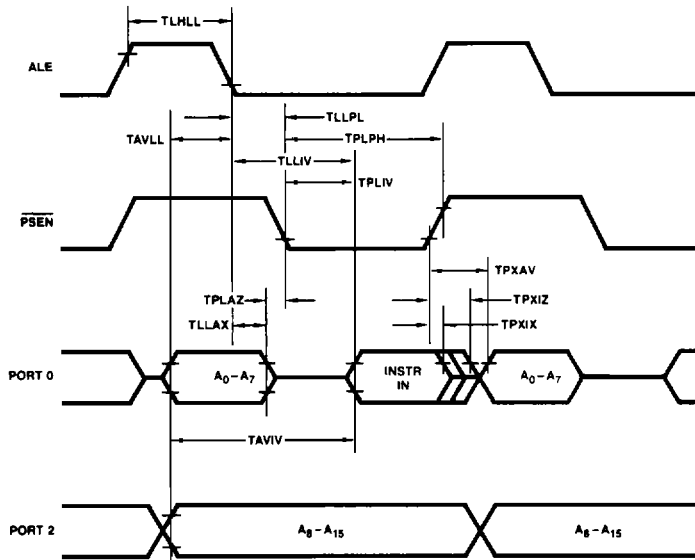 TLHLL
ALE
TLLPL
TAVLL
TPLPH
TLLIV
TPLIV
PSEN
TPXAV
TPLAZ
TPXIZ
TLLAX
TPXIX
PORT 0
A0–A7
INSTR
IN
A0–A7
TAVIV
PORT 2
A8–A15
A8–A15